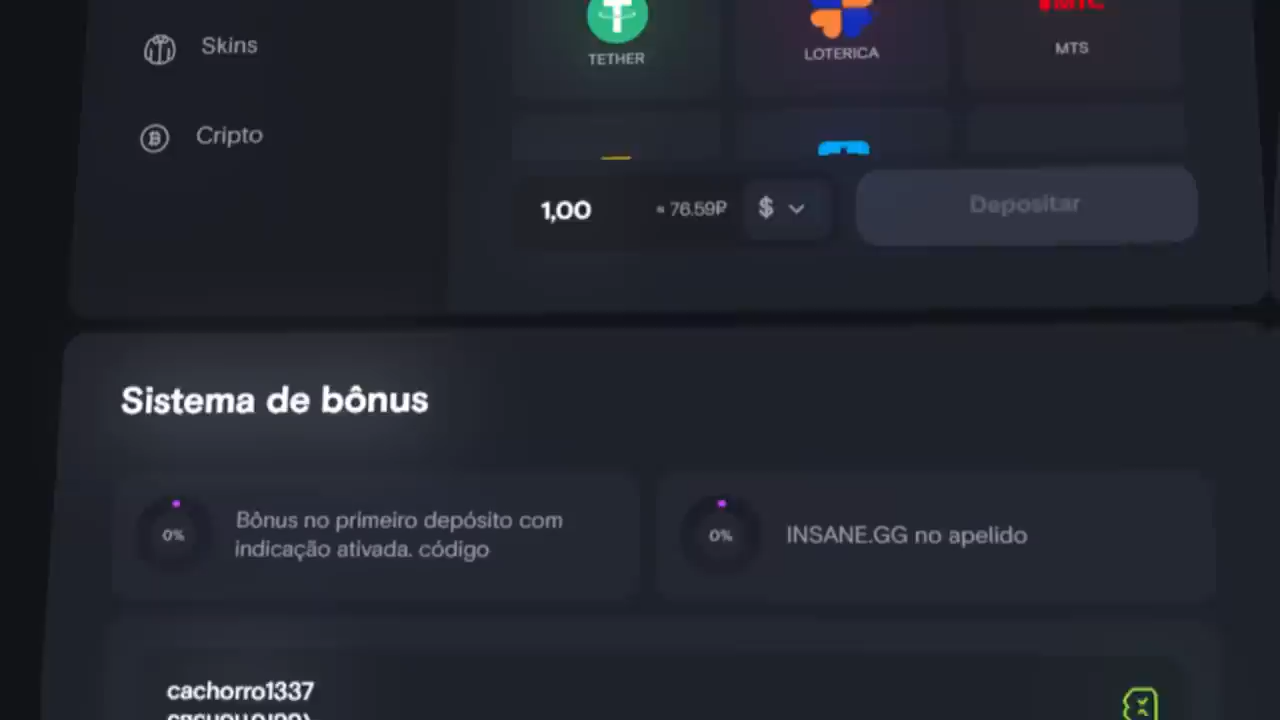 Skins
TETHER
LOTERICA
MTS
Cripto
1,00
≈ 76.59₽
$
Depositar
Sistema de bônus
0%
Bônus no primeiro depósito com
indicação ativada. código
0%
INSANE.GG no apelido
cachorro1337